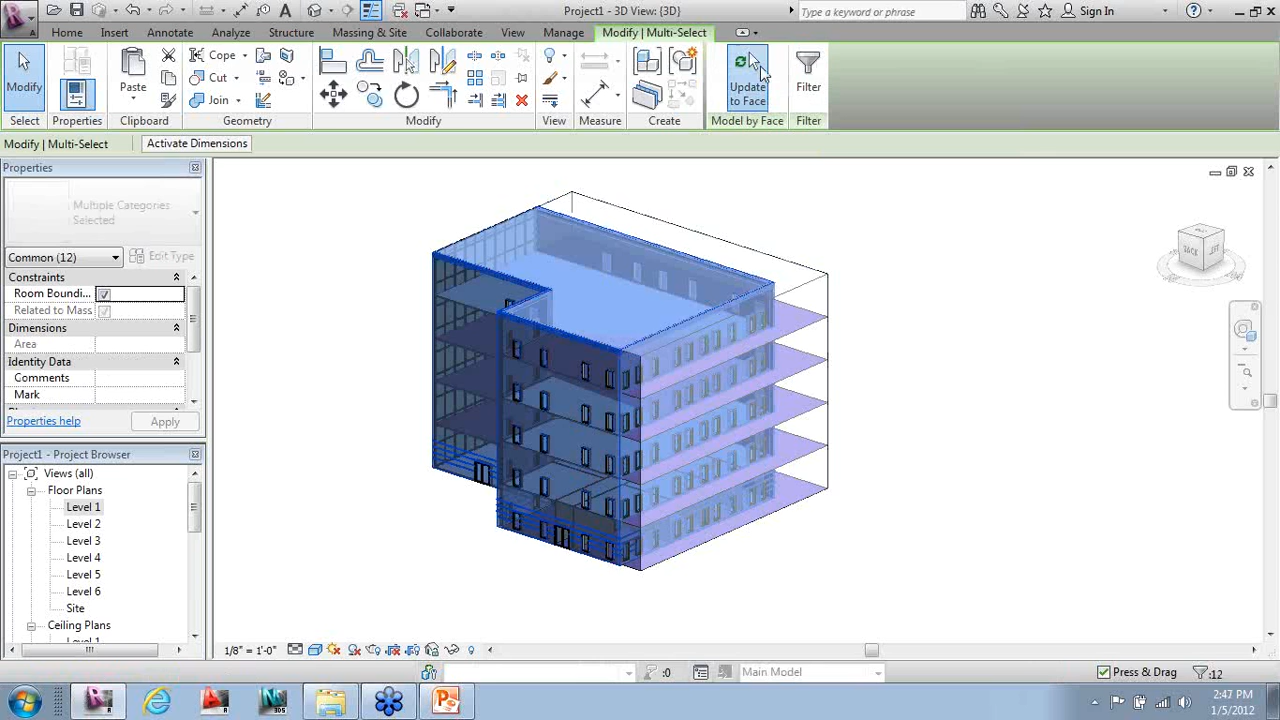 Project1 - 3D View: {3D}
Type a keyword or phrase
Sign In
Home Insert Annotate Analyze Structure Massing & Site Collaborate View Manage Modify | Multi-Select
Modify
Paste
Cope
Cut
Join
Update
to Face
Filter
Select Properties Clipboard Geometry Modify View Measure Create Model by Face Filter
Modify | Multi-Select Activate Dimensions
Properties
Multiple Categories
Selected
Common (12) Edit Type
Constraints
Room Boundi...
Related to Mass
Dimensions
Area
Identity Data
Comments
Mark
Properties help Apply
Project1 - Project Browser
Views (all)
Floor Plans
Level 1
Level 2
Level 3
Level 4
Level 5
Level 6
Site
Ceiling Plans
Level 1
BACK
LEFT
1/8" = 1'-0"
:0 Main Model Press & Drag :12
2:47 PM
1/5/2012